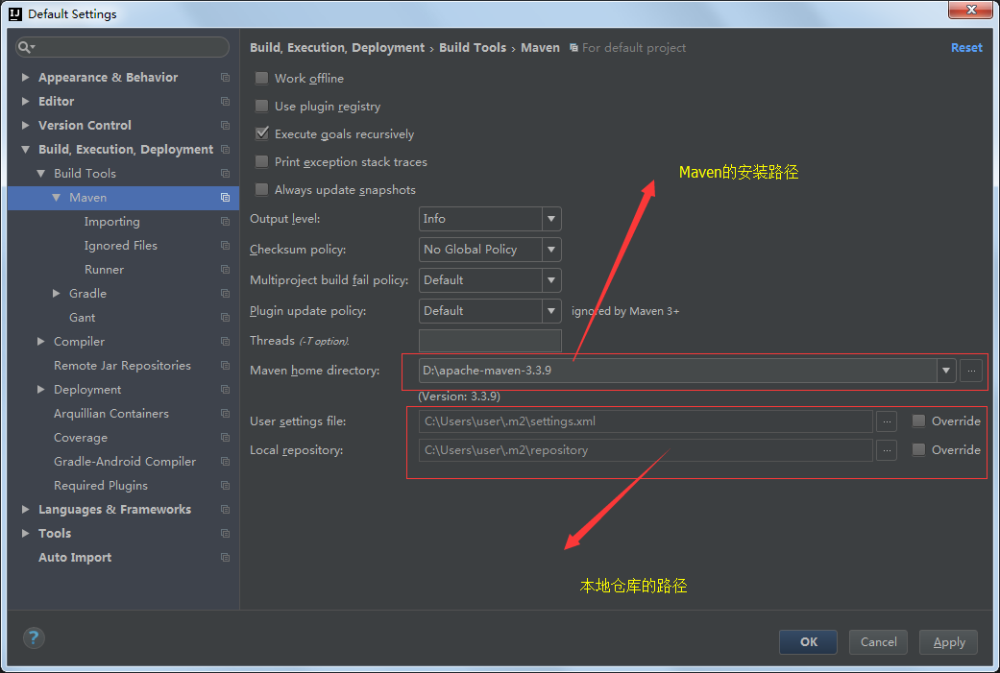 Default Settings
Appearance & Behavior
Editor
Version Control
Build, Execution, Deployment
Build Tools
Maven
Importing
Ignored Files
Runner
Gradle
Gant
Compiler
Remote Jar Repositories
Deployment
Arquillian Containers
Coverage
Gradle-Android Compiler
Required Plugins
Languages & Frameworks
Tools
Auto Import
Build, Execution, Deployment › Build Tools › Maven For default project Reset
Work offline
Use plugin registry
Execute goals recursively
Print exception stack traces
Always update snapshots
Maven的安装路径
Output level: Info
Checksum policy: No Global Policy
Multiproject build fail policy: Default
Plugin update policy: Default ignored by Maven 3+
Threads (-T option).
Maven home directory: D:\apache-maven-3.3.9 ...
(Version: 3.3.9)
User settings file: C:\Users\user\.m2\settings.xml ... Override
Local repository: C:\Users\user\.m2\repository ... Override
本地仓库的路径
? OK Cancel Apply